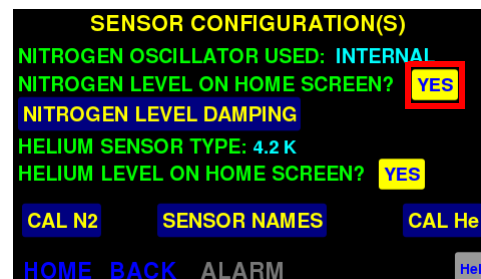 SENSOR CONFIGURATION(S)
NITROGEN OSCILLATOR USED: INTERNAL
NITROGEN LEVEL ON HOME SCREEN? YES
NITROGEN LEVEL DAMPING
HELIUM SENSOR TYPE: 4.2 K
HELIUM LEVEL ON HOME SCREEN? YES
CAL N2 SENSOR NAMES CAL He
HOME BACK ALARM Hel